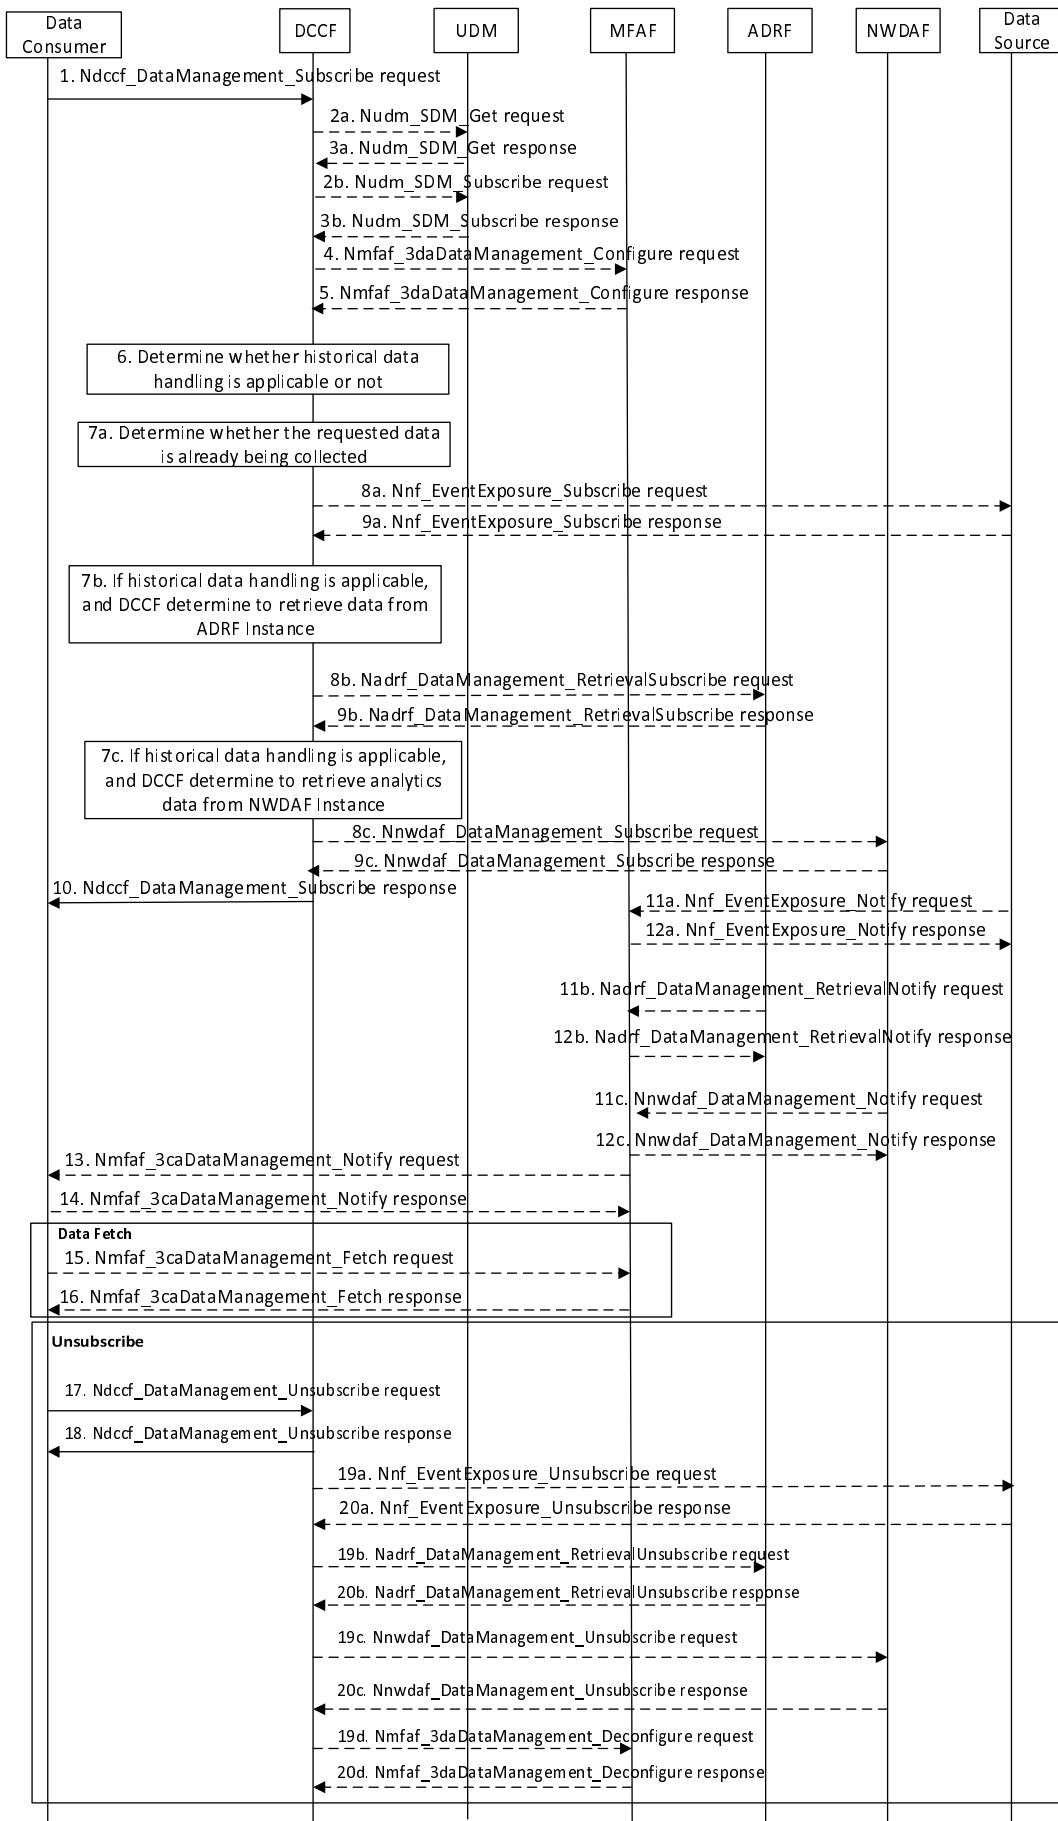 Data
Consumer
DCCF
UDM
MFAF
ADRF
NWDAF
Data
Source
1. Ndccf_DataManagement_Subscribe request
2a. Nudm_SDM_Get request
3a. Nudm_SDM_Get response
2b. Nudm_SDM_Subscribe request
3b. Nudm_SDM_Subscribe response
4. Nmfaf_3daDataManagement_Configure request
5. Nmfaf_3daDataManagement_Configure response
6. Determine whether historical data
handling is applicable or not
7a. Determine whether the requested data
is already being collected
8a. Nnf_EventExposure_Subscribe request
9a. Nnf_EventExposure_Subscribe response
7b. If historical data handling is applicable,
and DCCF determine to retrieve data from
ADRF Instance
8b. Nadrf_DataManagement_RetrievalSubscribe request
9b. Nadrf_DataManagement_RetrievalSubscribe response
7c. If historical data handling is applicable,
and DCCF determine to retrieve analytics
data from NWDAF Instance
8c. Nnwdaf_DataManagement_Subscribe request
9c. Nnwdaf_DataManagement_Subscribe response
10. Ndccf_DataManagement_Subscribe response
11a. Nnf_EventExposure_Notify request
12a. Nnf_EventExposure_Notify response
11b. Nadrf_DataManagement_RetrievalNotify request
12b. Nadrf_DataManagement_RetrievalNotify response
11c. Nnwdaf_DataManagement_Notify request
12c. Nnwdaf_DataManagement_Notify response
13. Nmfaf_3caDataManagement_Notify request
14. Nmfaf_3caDataManagement_Notify response
Data Fetch
15. Nmfaf_3caDataManagement_Fetch request
16. Nmfaf_3caDataManagement_Fetch response
Unsubscribe
17. Ndccf_DataManagement_Unsubscribe request
18. Ndccf_DataManagement_Unsubscribe response
19a. Nnf_EventExposure_Unsubscribe request
20a. Nnf_EventExposure_Unsubscribe response
19b. Nadrf_DataManagement_RetrievalUnsubscribe request
20b. Nadrf_DataManagement_RetrievalUnsubscribe response
19c. Nnwdaf_DataManagement_Unsubscribe request
20c. Nnwdaf_DataManagement_Unsubscribe response
19d. Nmfaf_3daDataManagement_Deconfigure request
20d. Nmfaf_3daDataManagement_Deconfigure response